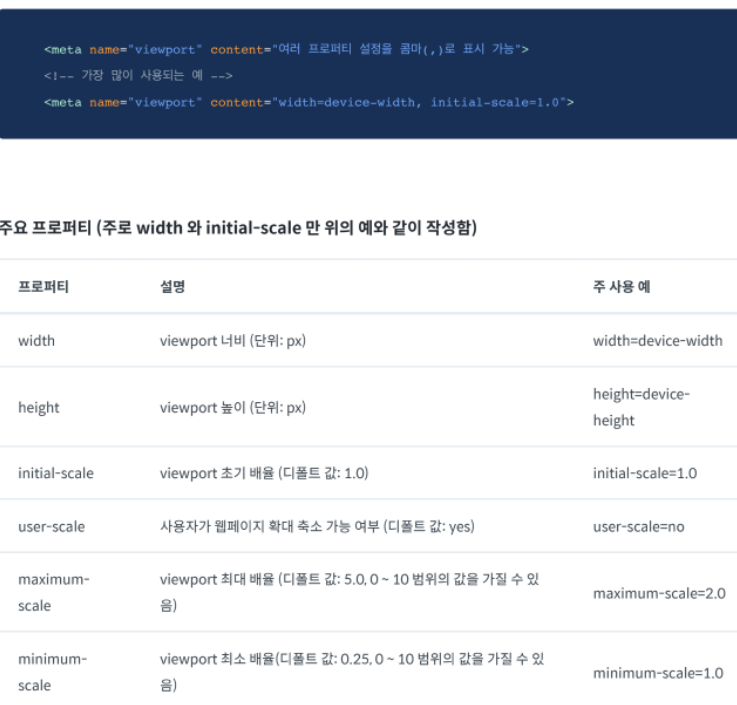 <meta name="viewport" content="여러 프로퍼티 설정을 콤마(,)로 표시 가능">
<!-- 가장 많이 사용되는 예 -->
<meta name="viewport" content="width=device-width, initial-scale=1.0">
주요 프로퍼티 (주로 width 와 initial-scale 만 위의 예와 같이 작성함)
프로퍼티 설명 주 사용 예
width viewport 너비 (단위: px) width=device-width
height viewport 높이 (단위: px) height=device-
height
initial-scale viewport 초기 배율 (디폴트 값: 1.0) initial-scale=1.0
user-scale 사용자가 웹페이지 확대 축소 가능 여부 (디폴트 값: yes) user-scale=no
maximum-
scale
viewport 최대 배율 (디폴트 값: 5.0, 0 ~ 10 범위의 값을 가질 수 있
음)
maximum-scale=2.0
minimum-
scale
viewport 최소 배율(디폴트 값: 0.25, 0 ~ 10 범위의 값을 가질 수 있
음)
minimum-scale=1.0